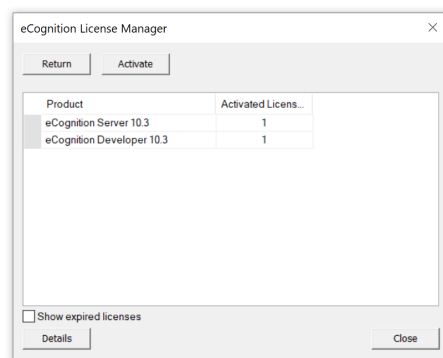 eCognition License Manager
Return Activate
Product Activated Licens...
eCognition Server 10.3 1
eCognition Developer 10.3 1
Show expired licenses
Details Close